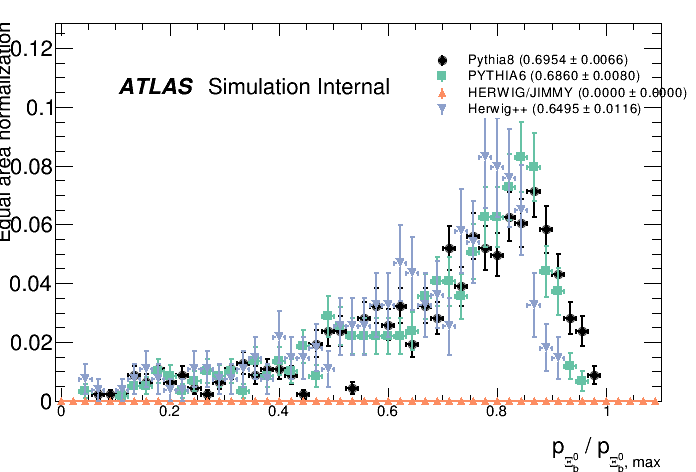 Equal area normalization
0.12
0.1
0.08
0.06
0.04
0.02
0
ATLAS Simulation Internal
Pythia8 (0.6954 ± 0.0066)
PYTHIA6 (0.6860 ± 0.0080)
HERWIG/JIMMY (0.0000 ± 0.0000)
Herwig++ (0.6495 ± 0.0116)
0 0.2 0.4 0.6 0.8 1
p_{Ξ_b^0} / p_{Ξ_b^0, max}